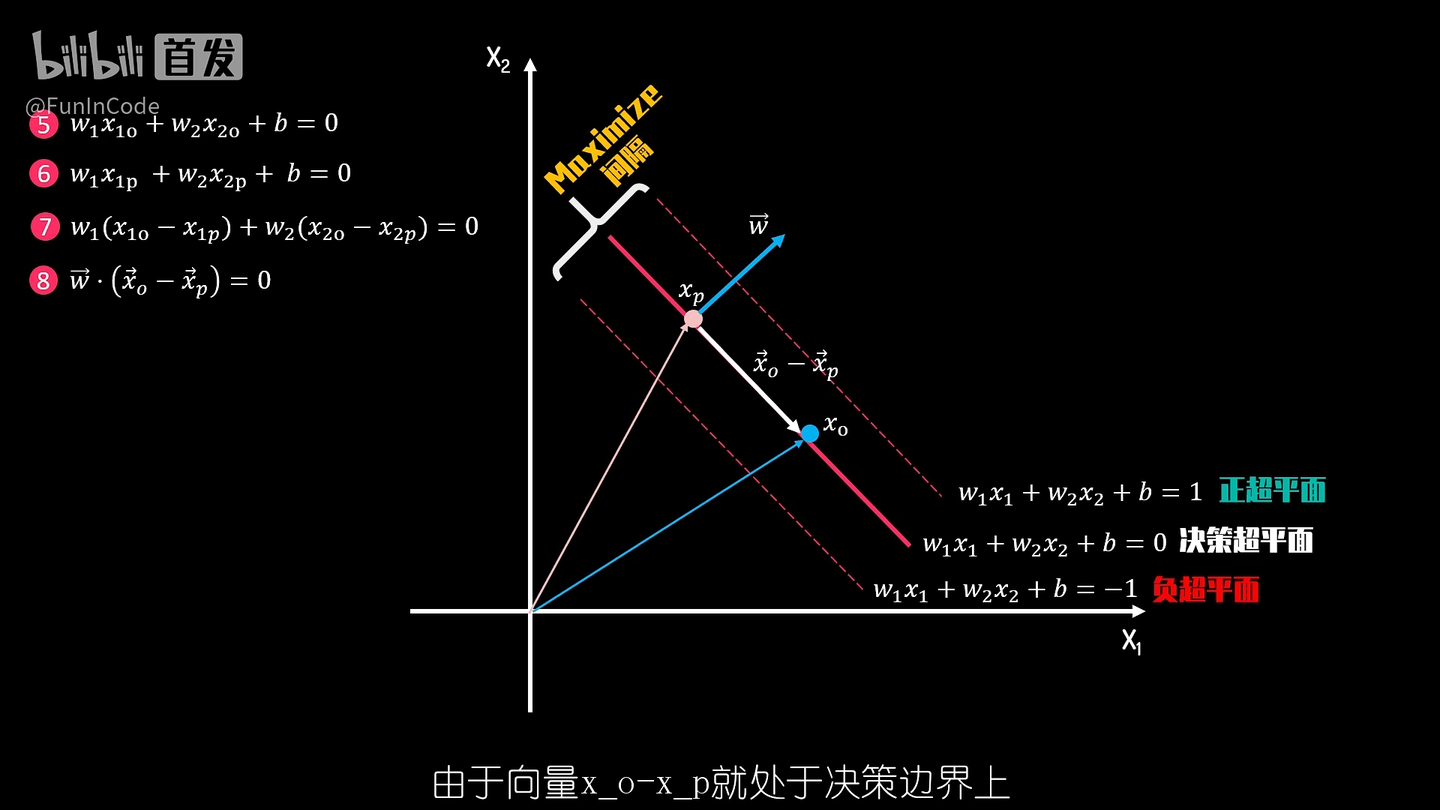 bilibili 首发
@FunInCode
5 w₁x₁ₒ + w₂x₂ₒ + b = 0
6 w₁x₁ₚ + w₂x₂ₚ + b = 0
7 w₁(x₁ₒ − x₁ₚ) + w₂(x₂ₒ − x₂ₚ) = 0
8 w⃗ · (x⃗ₒ − x⃗ₚ) = 0
X₂
Maximize
间隔
w⃗
xₚ
x⃗ₒ − x⃗ₚ
xₒ
w₁x₁ + w₂x₂ + b = 1 正超平面
w₁x₁ + w₂x₂ + b = 0 决策超平面
w₁x₁ + w₂x₂ + b = −1 负超平面
X₁
由于向量x_o-x_p就处于决策边界上